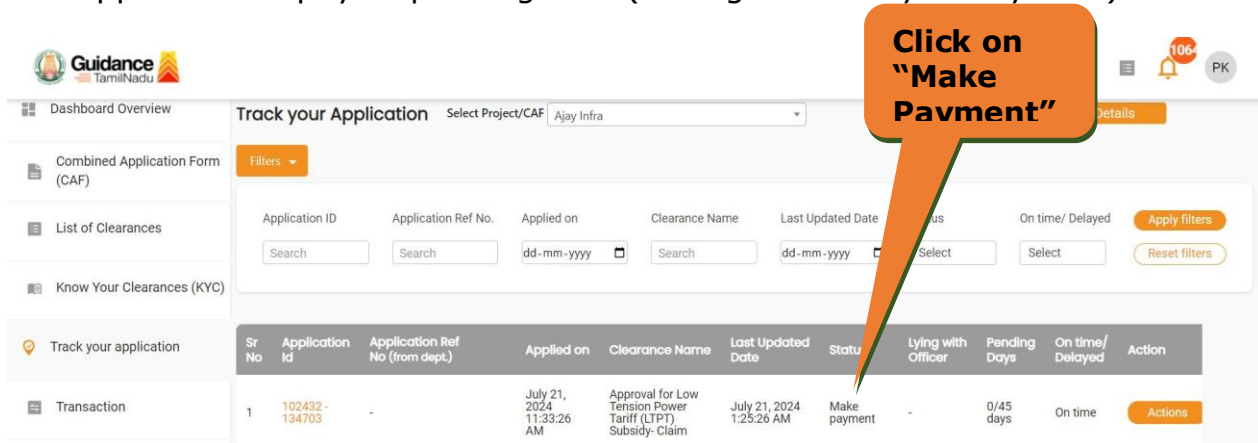 Click on
“Make
Payment”
Guidance
TamilNadu
1064
PK
Dashboard Overview
Track your Application
Select Project/CAF
Ajay Infra
Details
Combined Application Form
(CAF)
Filters
List of Clearances
Application ID
Application Ref No.
Applied on
Clearance Name
Last Updated Date
On time/ Delayed
Apply filters
Search
Search
dd-mm-yyyy
Search
dd-mm-yyyy
Select
Select
Reset filters
Know Your Clearances (KYC)
Track your application
Sr
No
Application
Id
Application Ref
No (from dept.)
Applied on
Clearance Name
Last Updated
Date
Status
Lying with
Officer
Pending
Days
On time/
Delayed
Action
Transaction
1
102432 -
134703
-
July 21,
2024
11:33:26
AM
Approval for Low
Tension Power
Tariff (LTPT)
Subsidy- Claim
July 21, 2024
1:25:26 AM
Make
payment
-
0/45
days
On time
Actions